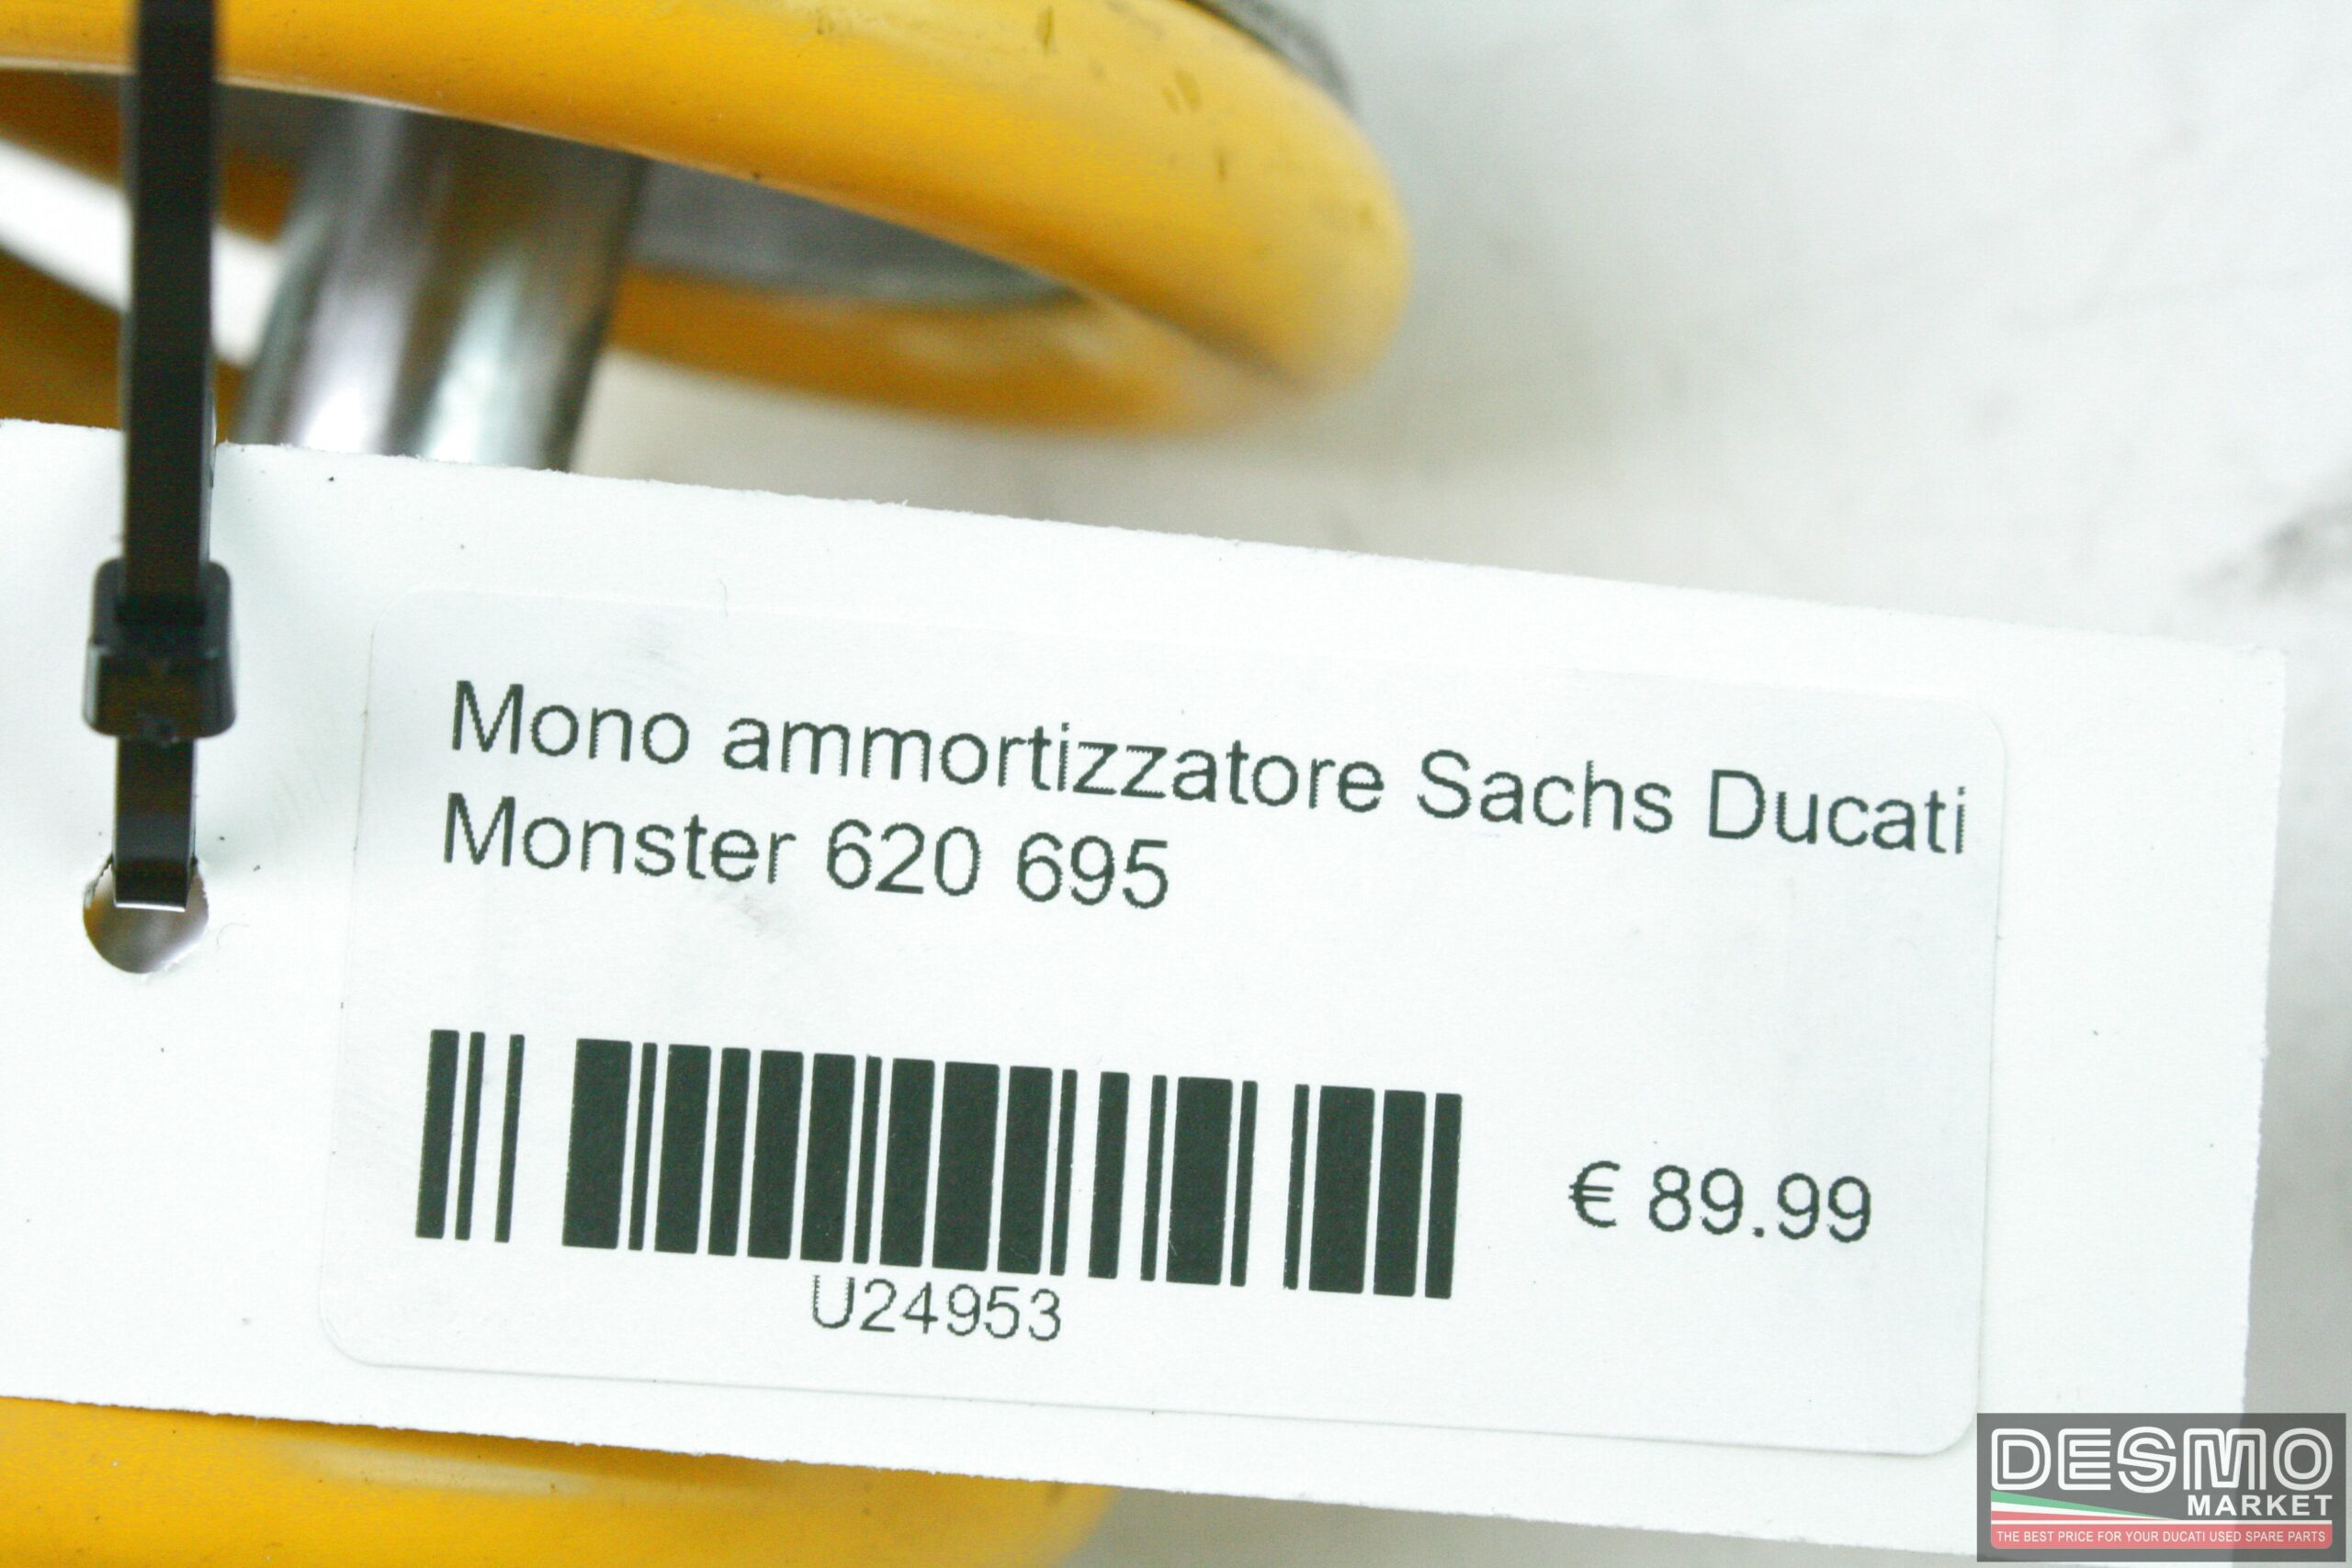 Mono ammortizzatore Sachs Ducati
Monster 620 695
€ 89.99
U24953
DESMO
MARKET
THE BEST PRICE FOR YOUR DUCATI USED SPARE PARTS